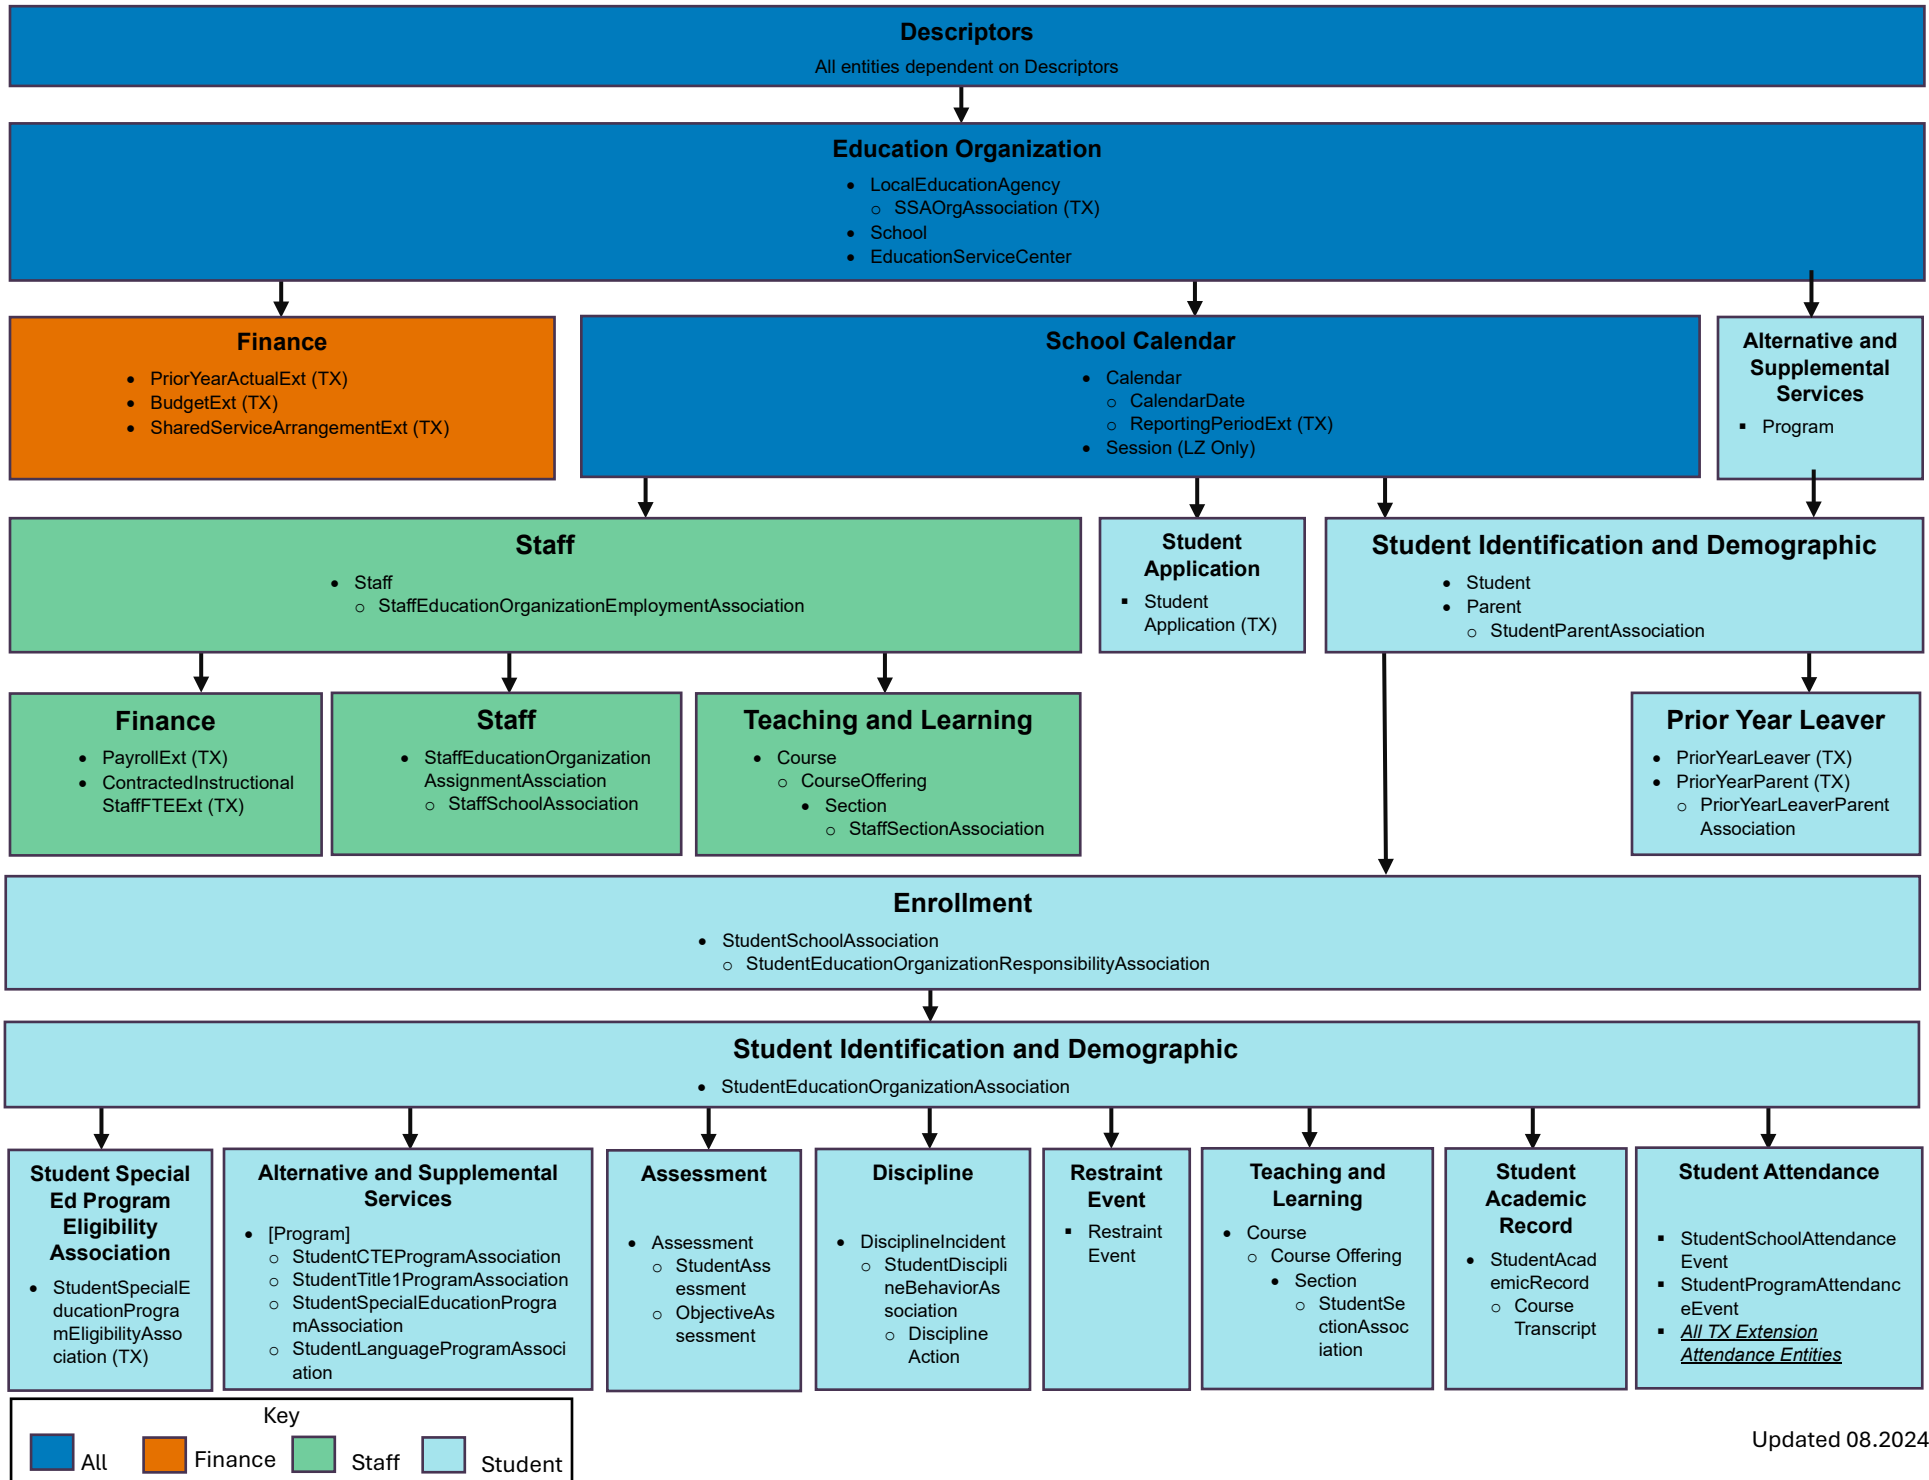 Descriptors
All entities dependent on Descriptors
Education Organization
• LocalEducationAgency
○ SSAOrgAssociation (TX)
• School
• EducationServiceCenter
Finance
• PriorYearActualExt (TX)
• BudgetExt (TX)
• SharedServiceArrangementExt (TX)
School Calendar
• Calendar
○ CalendarDate
○ ReportingPeriodExt (TX)
• Session (LZ Only)
Alternative and
Supplemental
Services
▪ Program
Staff
• Staff
○ StaffEducationOrganizationEmploymentAssociation
Student
Application
▪ Student
Application (TX)
Student Identification and Demographic
• Student
• Parent
○ StudentParentAssociation
Finance
• PayrollExt (TX)
• ContractedInstructional
StaffFTEExt (TX)
Staff
• StaffEducationOrganization
AssignmentAssciation
○ StaffSchoolAssociation
Teaching and Learning
• Course
○ CourseOffering
• Section
○ StaffSectionAssociation
Prior Year Leaver
• PriorYearLeaver (TX)
• PriorYearParent (TX)
○ PriorYearLeaverParent
Association
Enrollment
• StudentSchoolAssociation
○ StudentEducationOrganizationResponsibilityAssociation
Student Identification and Demographic
• StudentEducationOrganizationAssociation
Student Special
Ed Program
Eligibility
Association
• StudentSpecialE
ducationProgra
mEligibilityAsso
ciation (TX)
Alternative and Supplemental
Services
• [Program]
○ StudentCTEProgramAssociation
○ StudentTitle1ProgramAssociation
○ StudentSpecialEducationProgra
mAssociation
○ StudentLanguageProgramAssoci
ation
Assessment
• Assessment
○ StudentAss
essment
○ ObjectiveAs
sessment
Discipline
• DisciplineIncident
○ StudentDiscipli
neBehaviorAs
sociation
○ Discipline
Action
Restraint
Event
▪ Restraint
Event
Teaching and
Learning
• Course
○ Course Offering
• Section
○ StudentSe
ctionAssoc
iation
Student
Academic
Record
• StudentAcad
emicRecord
○ Course
Transcript
Student Attendance
▪ StudentSchoolAttendance
Event
▪ StudentProgramAttendanc
eEvent
▪ All TX Extension
Attendance Entities
Key
All
Finance
Staff
Student
Updated 08.2024